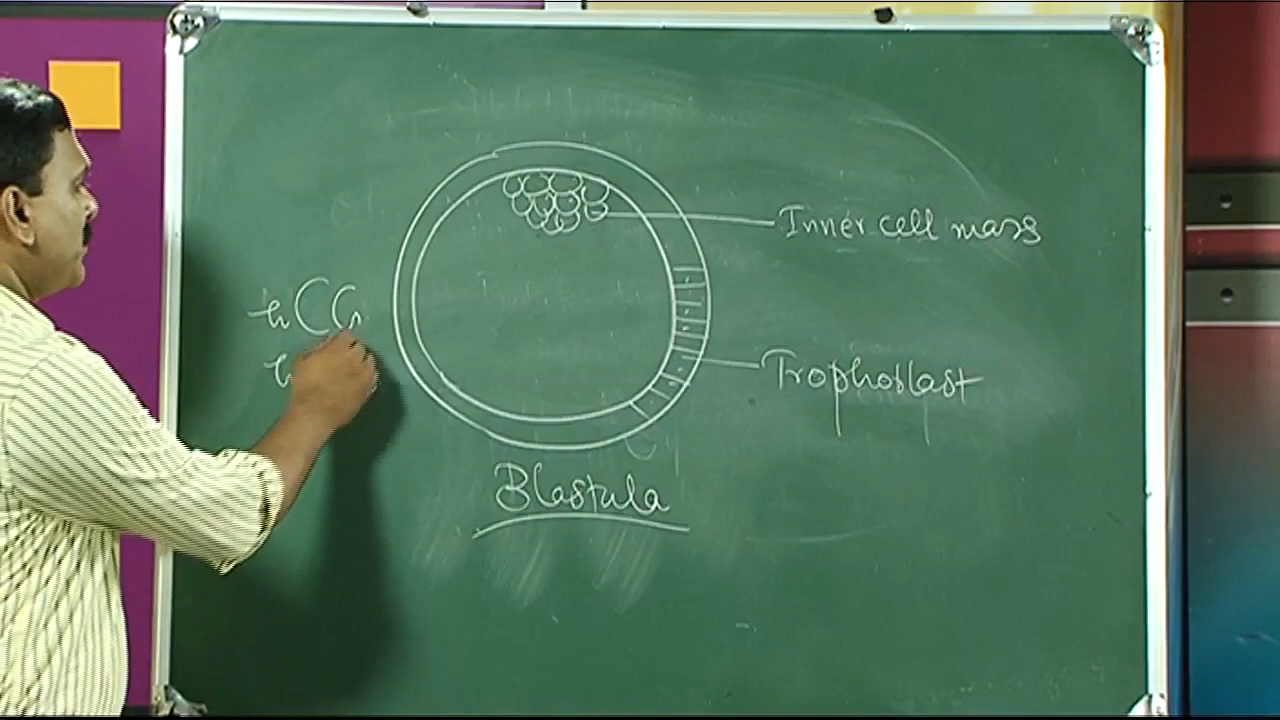 hCG
h
Inner cell mass
Trophoblast
Blastula